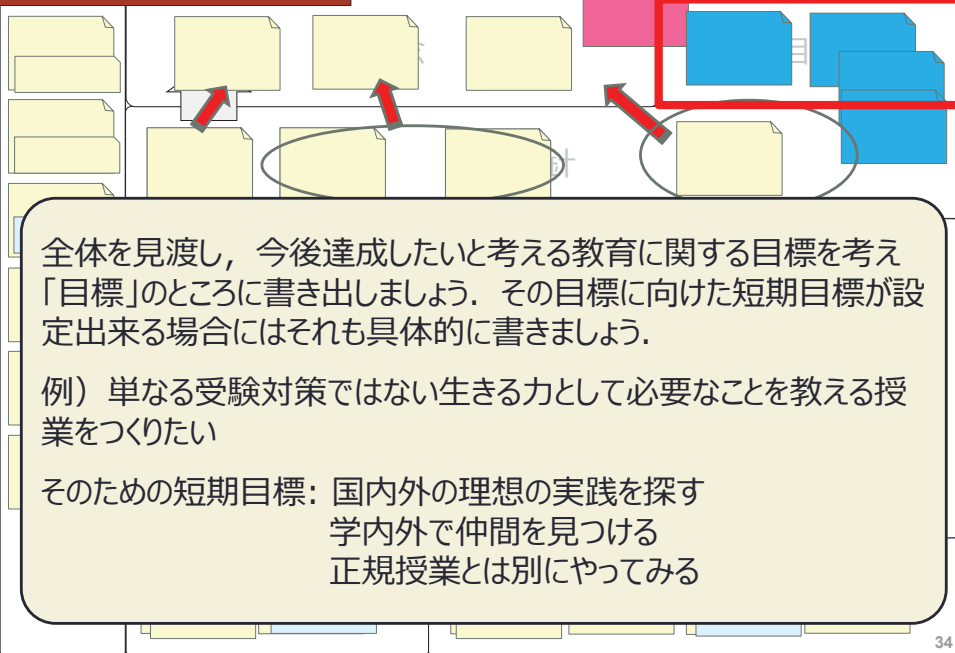 目
針
全体を見渡し，今後達成したいと考える教育に関する目標を考え
「目標」のところに書き出しましょう．その目標に向けた短期目標が設
定出来る場合にはそれも具体的に書きましょう．
例）単なる受験対策ではない生きる力として必要なことを教える授
業をつくりたい
そのための短期目標：国内外の理想の実践を探す
学内外で仲間を見つける
正規授業とは別にやってみる
34